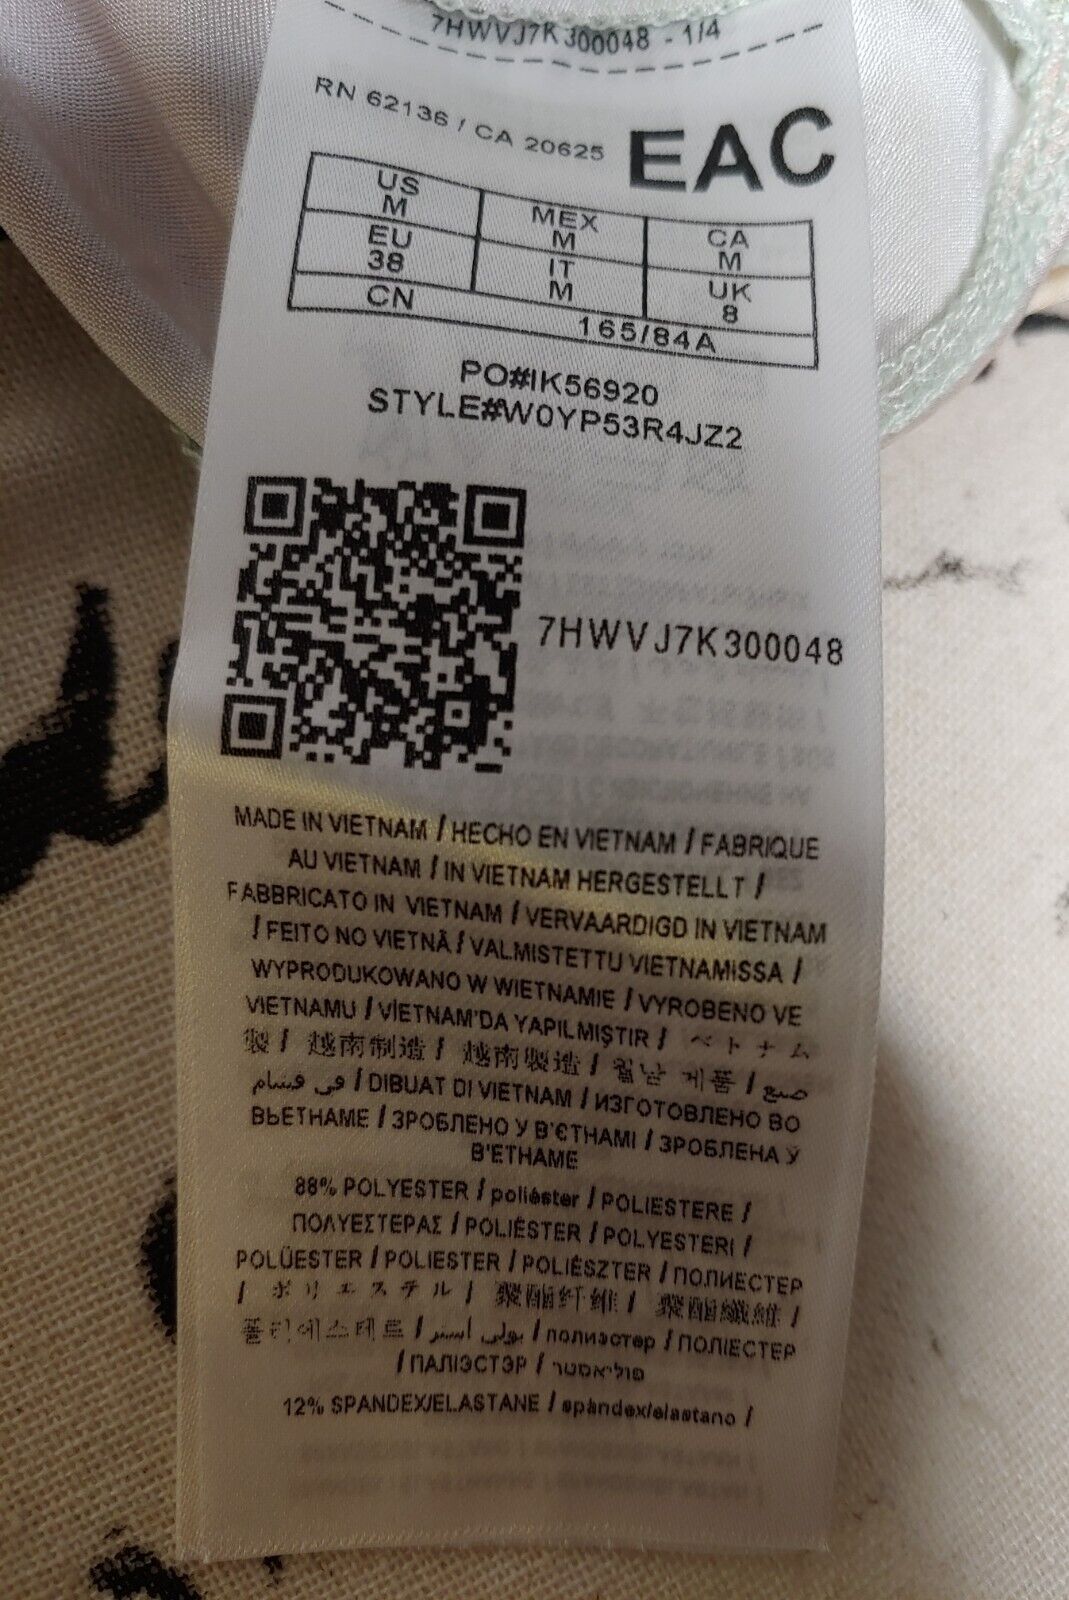 7HWVJ7K300048 - 1/4
RN 62136 / CA 20625
EAC
US
M
MEX
M
CA
M
EU
38
IT
M
UK
8
CN
165/84A
PO#IK56920
STYLE#W0YP53R4JZ2
7HWVJ7K300048
MADE IN VIETNAM / HECHO EN VIETNAM / FABRIQUE
AU VIETNAM / IN VIETNAM HERGESTELLT /
FABBRICATO IN VIETNAM / VERVAARDIGD IN VIETNAM
/ FEITO NO VIETNÃ / VALMISTETTU VIETNAMISSA /
WYPRODUKOWANO W WIETNAMIE / VYROBENO VE
VIETNAMU / VİETNAM'DA YAPILMIŞTIR / ベトナム
製 / 越南制造 / 越南製造 / 월남 제품 / صنع
في فيتنام / DIBUAT DI VIETNAM / ИЗГОТОВЛЕНО ВО
ВЬЕТНАМЕ / ЗРОБЛЕНО У В'ЄТНАМІ / ЗРОБЛЕНА Ў
В'ЕТНАМЕ
88% POLYESTER / poliéster / POLIESTERE /
ΠΟΛΥΕΣΤΕΡΑΣ / POLIÉSTER / POLYESTERI /
POLÜESTER / POLIESTER / POLIÉSZTER / ПОЛИЕСТЕР
/ ポリエステル / 聚酯纤维 / 聚酯纖維 /
폴리에스테르 / بولي أستر / полиэстер / ПОЛІЕСТЕР
/ ПАЛІЭСТЭР / פוליאסטר
12% SPANDEX/ELASTANE / spandex/elastano /